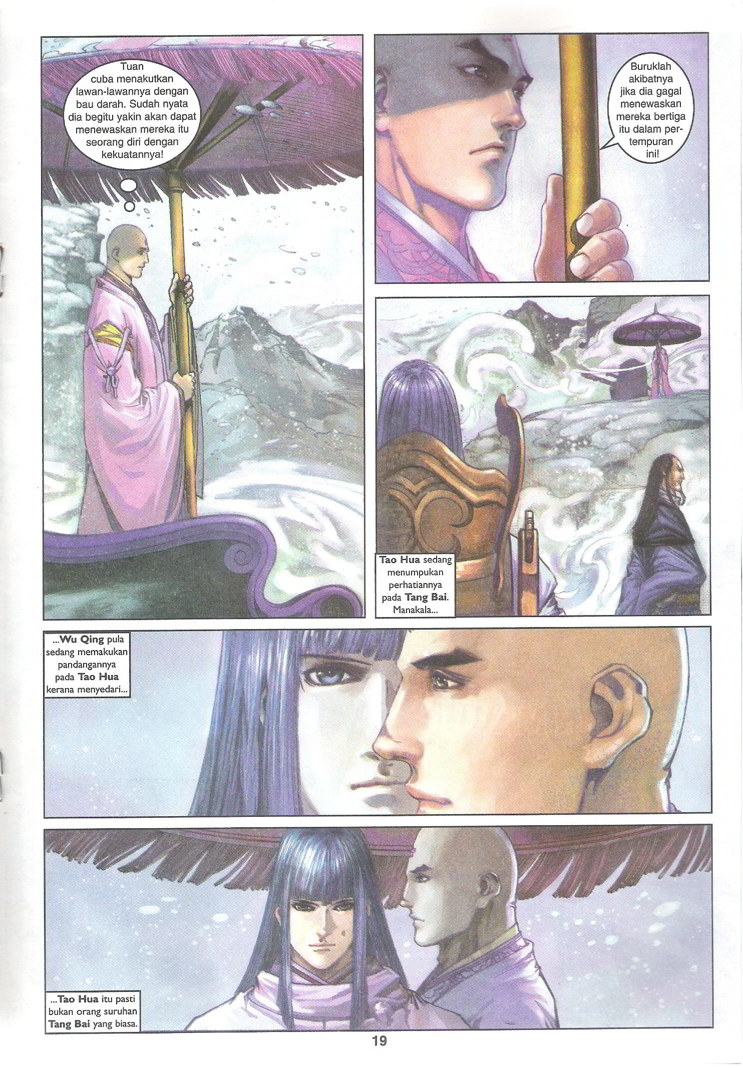 Tuan
cuba menakutkan
lawan-lawannya dengan
bau darah. Sudah nyata
dia begitu yakin akan dapat
menewaskan mereka itu
seorang diri dengan
kekuatannya!
Buruklah
akibatnya
jika dia gagal
menewaskan
mereka bertiga
itu dalam per-
tempuran
ini!
Tao Hua sedang
menumpukan
perhatiannya
pada Tang Bai.
Manakala...
...Wu Qing pula
sedang memakukan
pandangannya
pada Tao Hua
kerana menyedari...
...Tao Hua itu pasti
bukan orang suruhan
Tang Bai yang biasa.
19